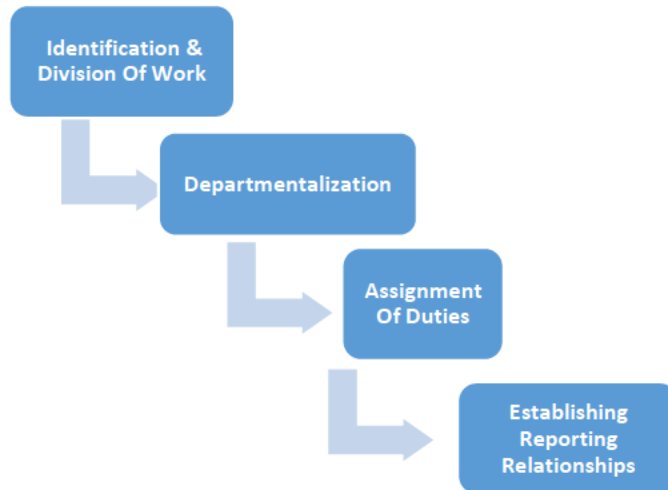 Identification &
Division Of Work
Departmentalization
Assignment
Of Duties
Establishing
Reporting
Relationships